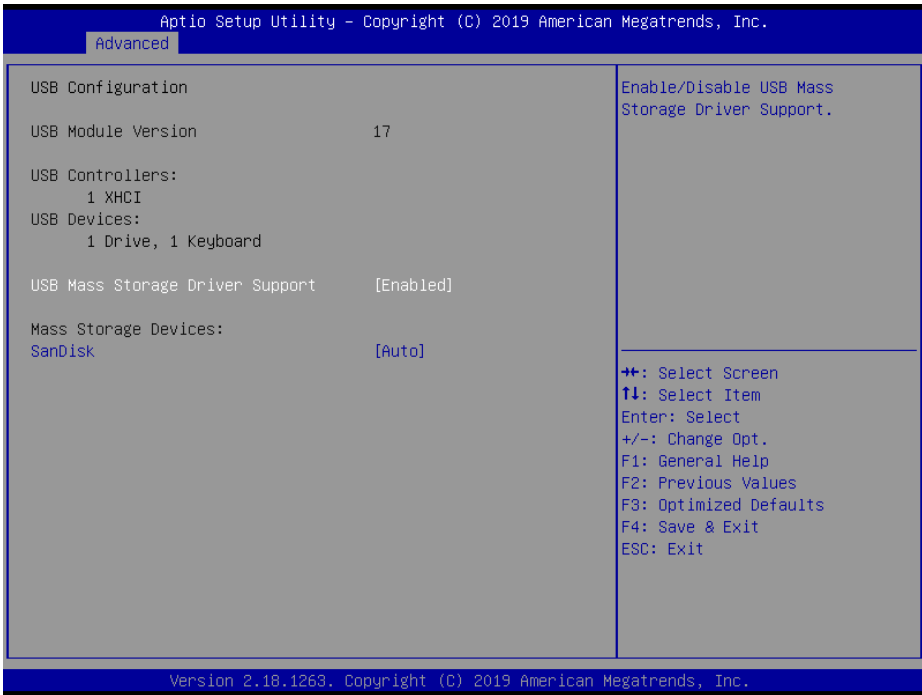 Aptio Setup Utility – Copyright (C) 2019 American Megatrends, Inc.
Advanced
USB Configuration
USB Module Version 17
USB Controllers:
1 XHCI
USB Devices:
1 Drive, 1 Keyboard
USB Mass Storage Driver Support [Enabled]
Mass Storage Devices:
SanDisk [Auto]
Enable/Disable USB Mass
Storage Driver Support.
→←: Select Screen
↑↓: Select Item
Enter: Select
+/-: Change Opt.
F1: General Help
F2: Previous Values
F3: Optimized Defaults
F4: Save & Exit
ESC: Exit
Version 2.18.1263. Copyright (C) 2019 American Megatrends, Inc.